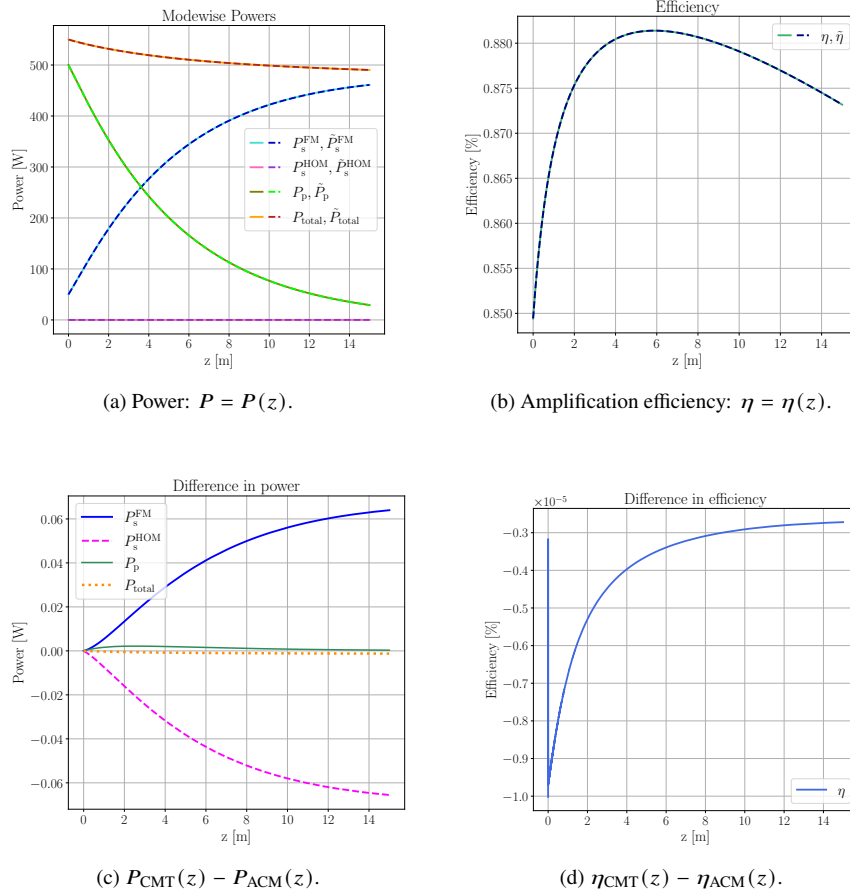 Modewise Powers
Power [W]
500
400
300
200
100
0
P_s^FM, P̃_s^FM
P_s^HOM, P̃_s^HOM
P_p, P̃_p
P_total, P̃_total
0 2 4 6 8 10 12 14
z [m]
(a) Power: P = P(z).
Efficiency
Efficiency [%]
0.880
0.875
0.870
0.865
0.860
0.855
0.850
η, η̃
0 2 4 6 8 10 12 14
z [m]
(b) Amplification efficiency: η = η(z).
Difference in power
Power [W]
0.06
0.04
0.02
0.00
−0.02
−0.04
−0.06
P_s^FM
P_s^HOM
P_p
P_total
0 2 4 6 8 10 12 14
z [m]
(c) P_CMT(z) − P_ACM(z).
Difference in efficiency
×10^−5
Efficiency [%]
−0.3
−0.4
−0.5
−0.6
−0.7
−0.8
−0.9
−1.0
η
0 2 4 6 8 10 12 14
z [m]
(d) η_CMT(z) − η_ACM(z).